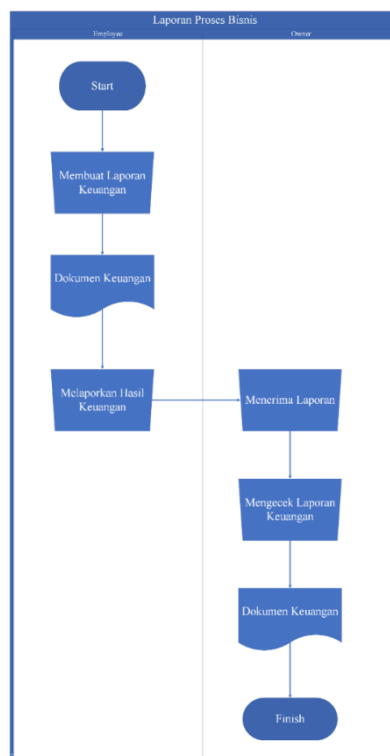 Laporan Proses Bisnis
Employee
Owner
Start
Membuat Laporan
Keuangan
Dokumen Keuangan
Melaporkan Hasil
Keuangan
Menerima Laporan
Mengecek Laporan
Keuangan
Dokumen Keuangan
Finish